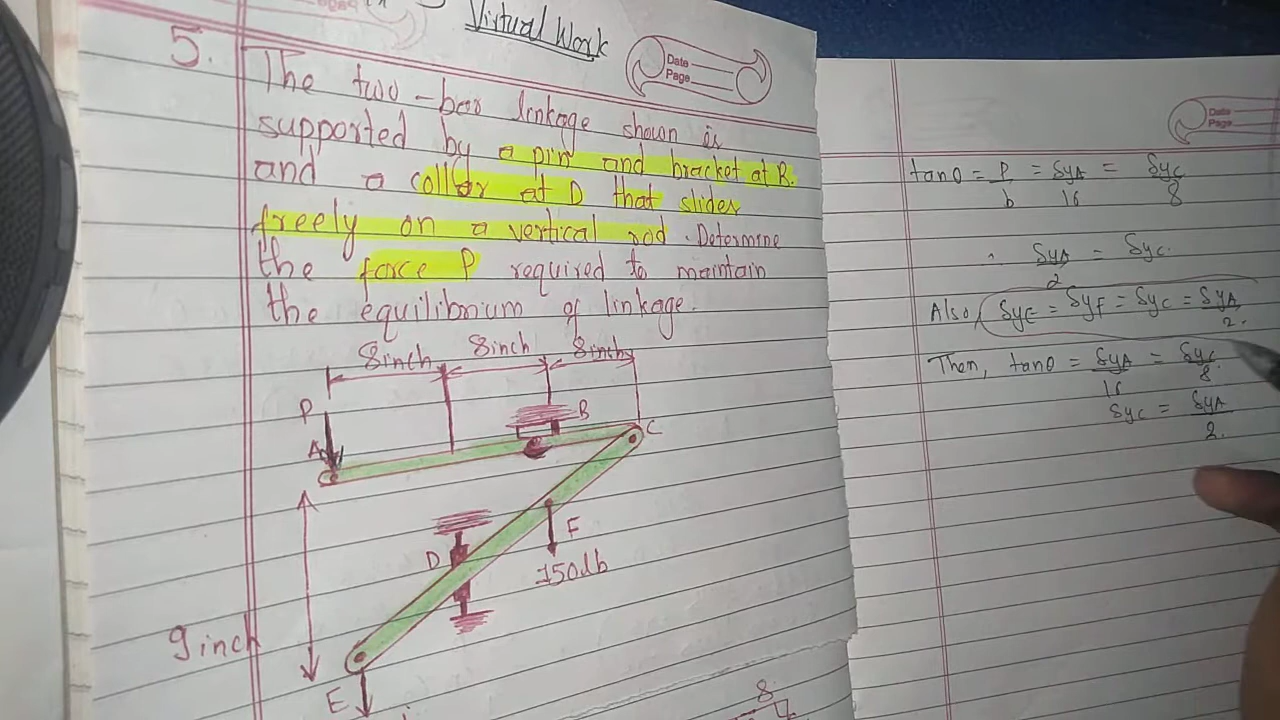 Virtual Work
Date
Page
5. The two-bar linkage shown is
supported by a pin and bracket at B.
and a collar at D that slides
freely on a vertical rod. Determine
the force P required to maintain
the equilibrium of linkage.
8inch 8inch 8inch
P
A
B
C
D
F
150lb
9inch
E
8
Date
Page
tanθ = P/b = δyA/16 = δyC/8
∴ δyA/2 = δyC.
Also, δyE = δyF = δyC = δyA/2.
Then, tanθ = δyA/16 = δyC/8.
δyC = δyA/2.